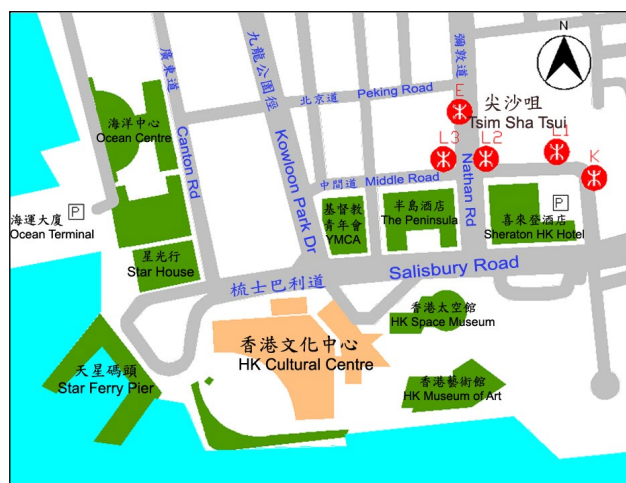 N
彌敦道
九龍公園徑
廣東道
Peking Road
北京道
E
尖沙咀
Tsim Sha Tsui
海洋中心
Ocean Centre
Canton Rd
Kowloon Park Dr
L3
L2
L1
K
中間道 Middle Road
Nathan Rd
P
海運大廈
Ocean Terminal
基督教
青年會
YMCA
半島酒店
The Peninsula
P
喜來登酒店
Sheraton HK Hotel
星光行
Star House
梳士巴利道
Salisbury Road
香港太空館
HK Space Museum
香港文化中心
HK Cultural Centre
天星碼頭
Star Ferry Pier
香港藝術館
HK Museum of Art